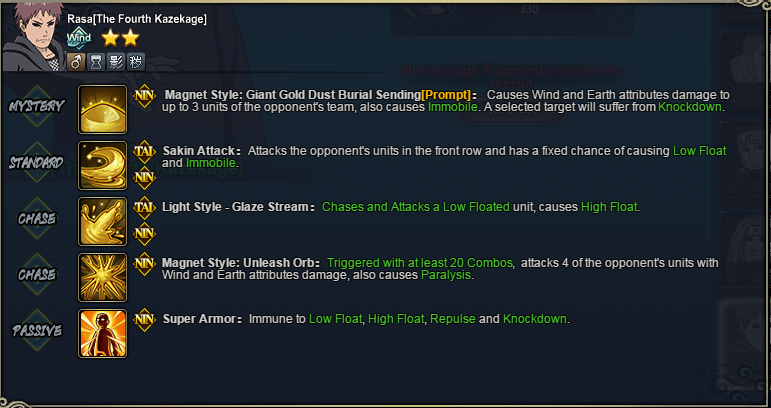 Rasa[The Fourth Kazekage]
Wind
/30
Not enough fragments needed to
MYSTERY
NIN
Magnet Style: Giant Gold Dust Burial Sending[Prompt]: Causes Wind and Earth attributes damage to
up to 3 units of the opponent's team, also causes Immobile. A selected target will suffer from Knockdown.
STANDARD
TAI
NIN
Sakin Attack: Attacks the opponent's units in the front row and has a fixed chance of causing Low Float
and Immobile.
CHASE
TAI
NIN
Light Style - Glaze Stream: Chases and Attacks a Low Floated unit, causes High Float.
CHASE
NIN
Magnet Style: Unleash Orb: Triggered with at least 20 Combos, attacks 4 of the opponent's units with
Wind and Earth attributes damage, also causes Paralysis.
PASSIVE
NIN
Super Armor: Immune to Low Float, High Float, Repulse and Knockdown.